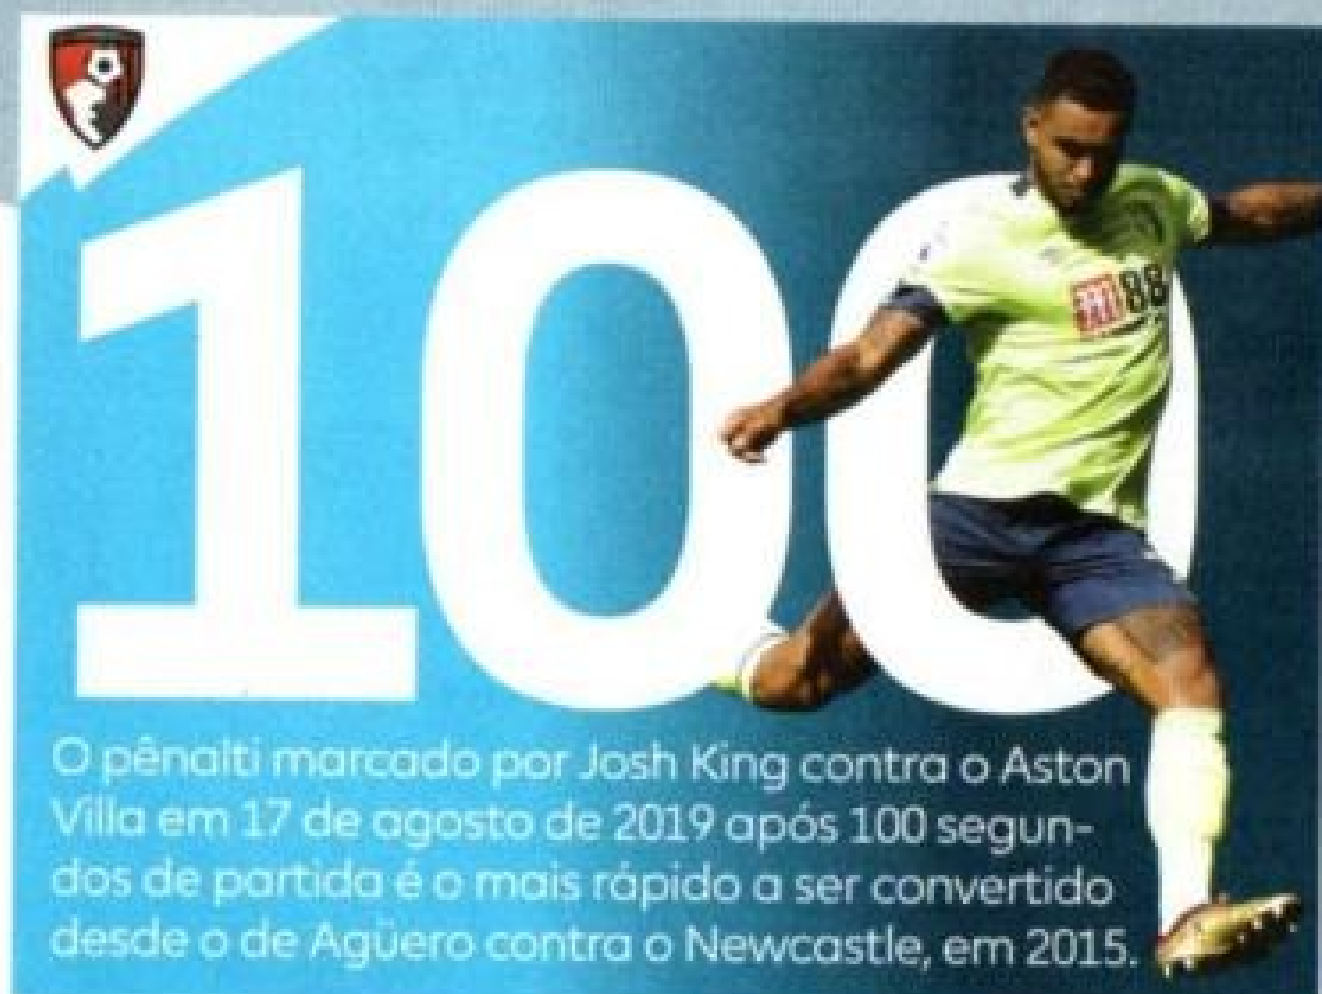 100
M88
O pênalti marcado por Josh King contra o Aston
Villa em 17 de agosto de 2019 após 100 segun-
dos de partida é o mais rápido a ser convertido
desde o de Agüero contra o Newcastle, em 2015.